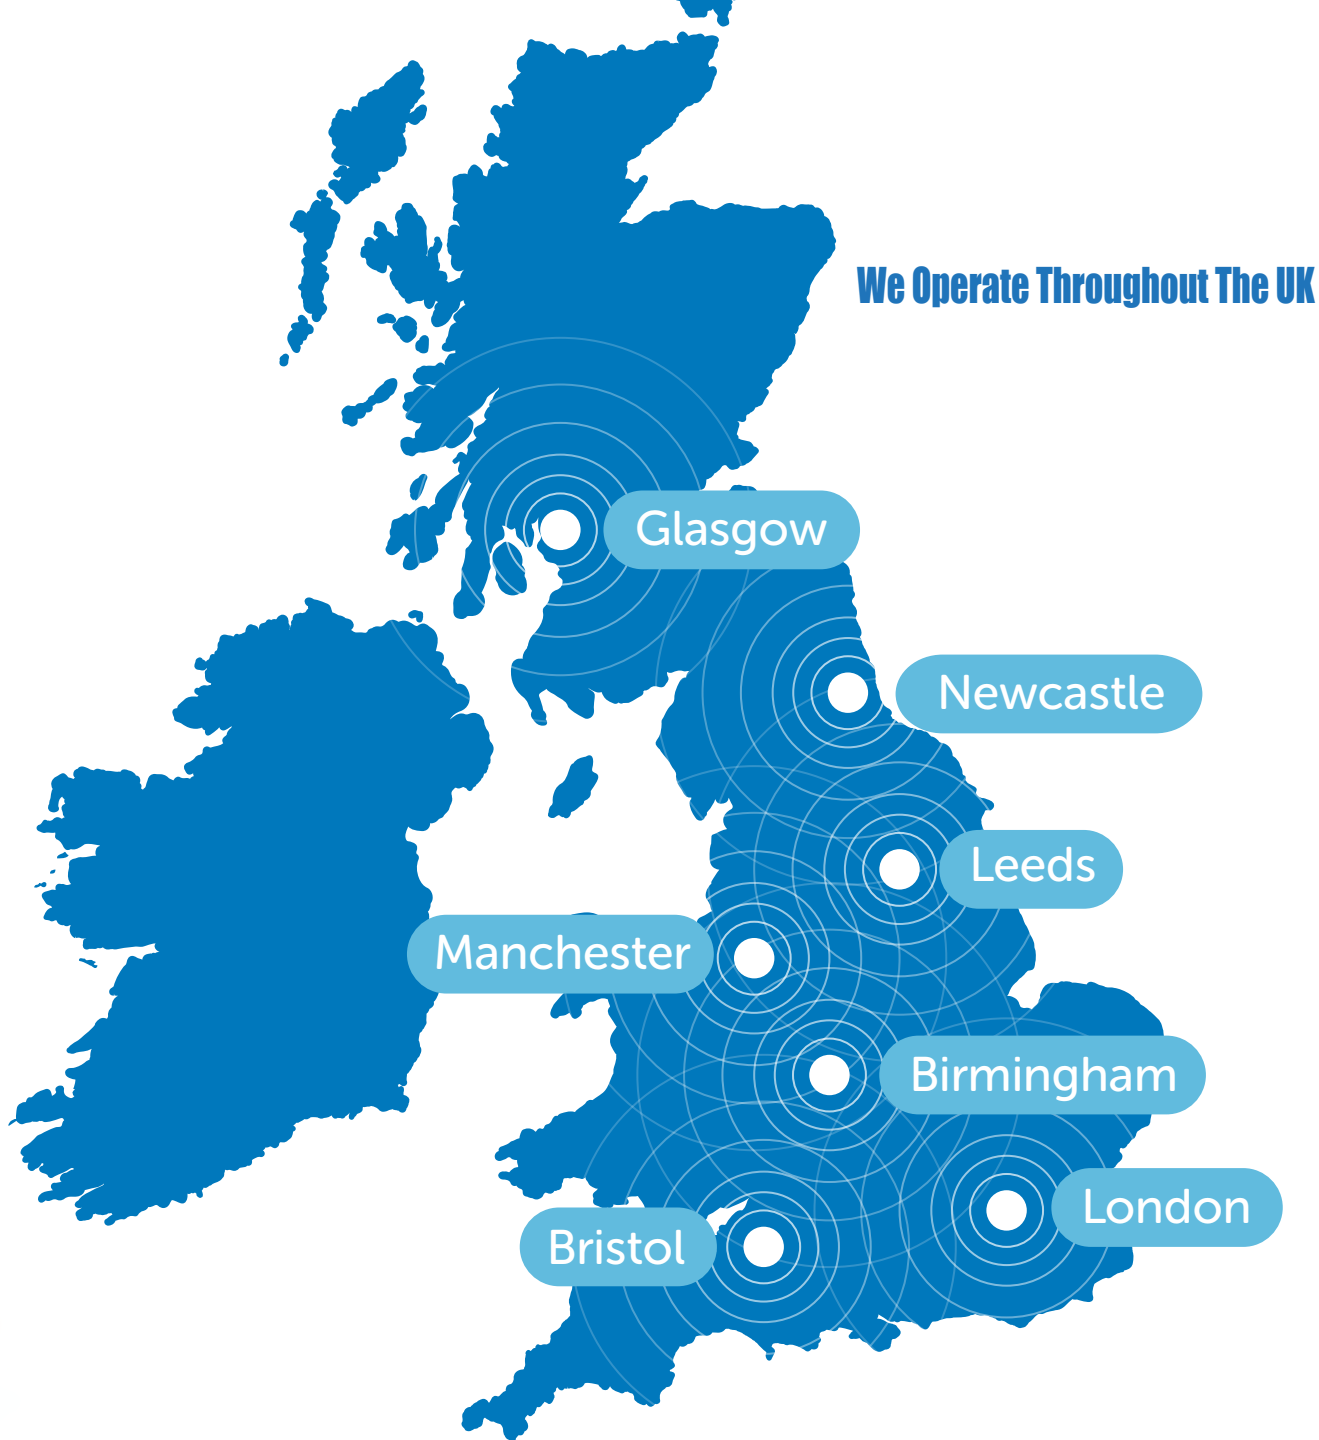 We Operate Throughout The UK
Glasgow
Newcastle
Leeds
Manchester
Birmingham
London
Bristol